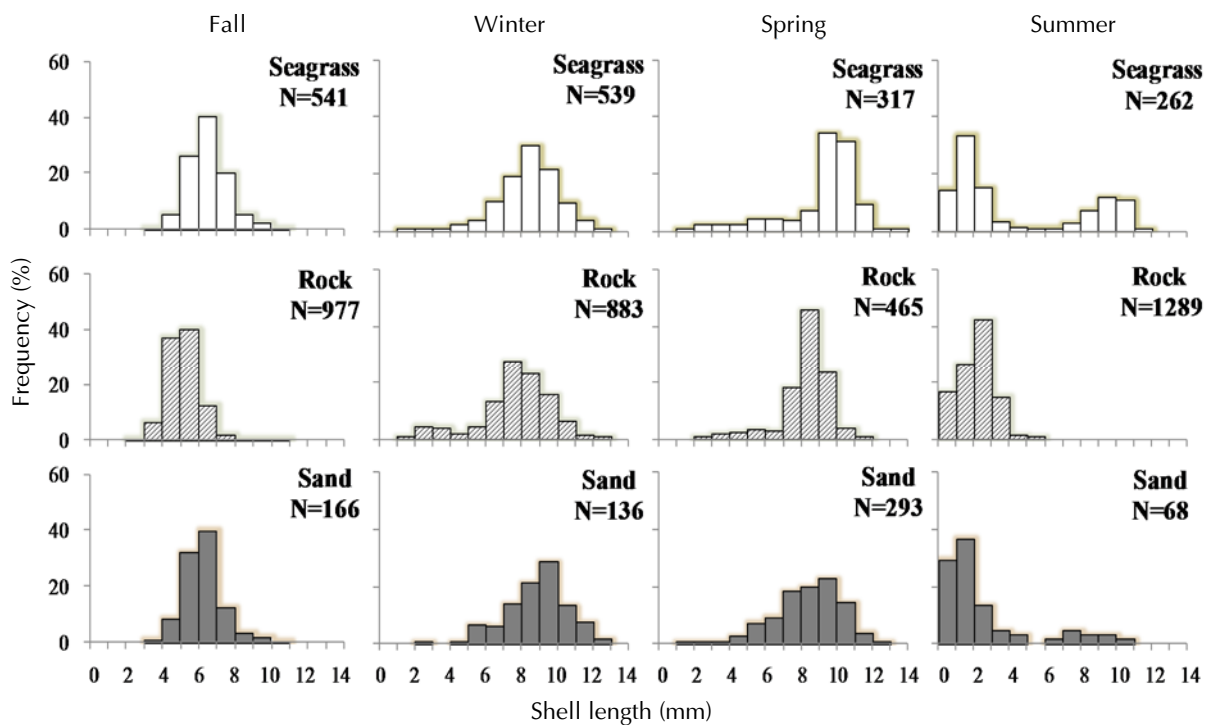 Fall Winter Spring Summer
60 Seagrass Seagrass Seagrass Seagrass
N=541 N=539 N=317 N=262
40
20
0
60 Rock Rock Rock Rock
N=977 N=883 N=465 N=1289
40
20
0
60 Sand Sand Sand Sand
N=166 N=136 N=293 N=68
40
20
0
0 2 4 6 8 10 12 14 0 2 4 6 8 10 12 14 0 2 4 6 8 10 12 14 0 2 4 6 8 10 12 14
Frequency (%)
Shell length (mm)